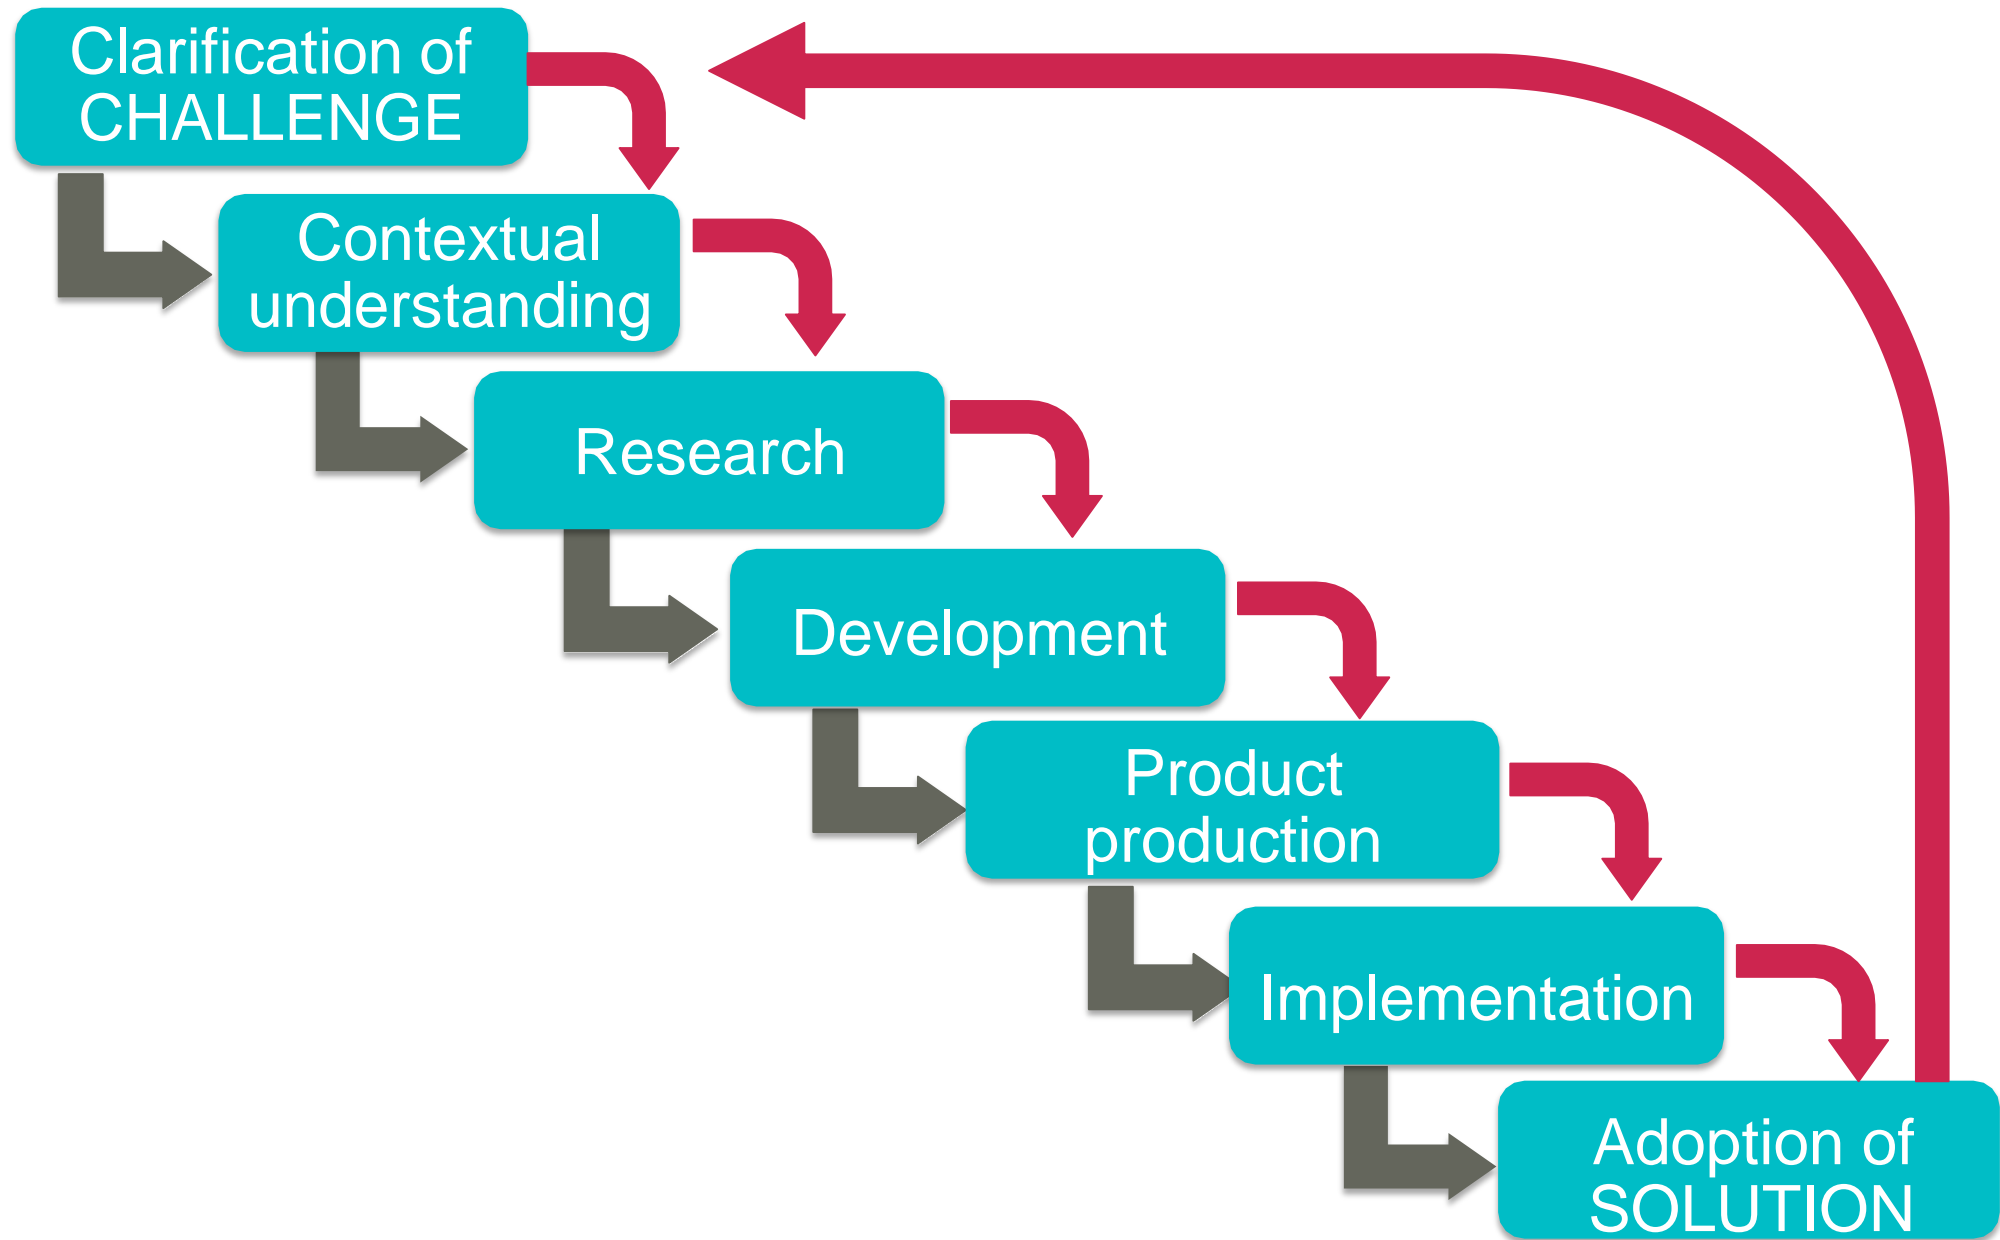 Clarification of
CHALLENGE
Contextual
understanding
Research
Development
Product
production
Implementation
Adoption of
SOLUTION